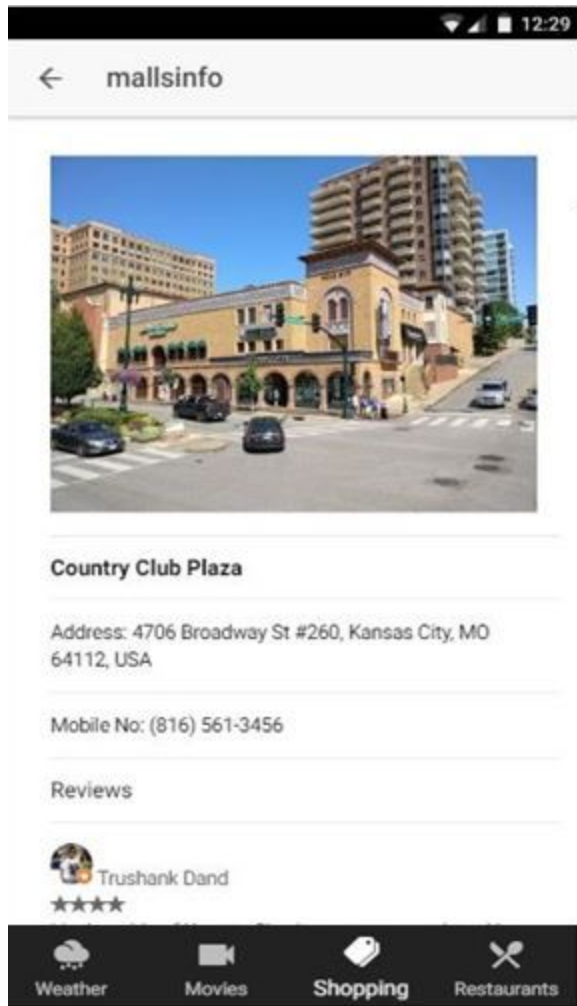 12:29
mallsinfo
Country Club Plaza
Address: 4706 Broadway St #260, Kansas City, MO
64112, USA
Mobile No: (816) 561-3456
Reviews
Trushank Dand
Weather Movies Shopping Restaurants